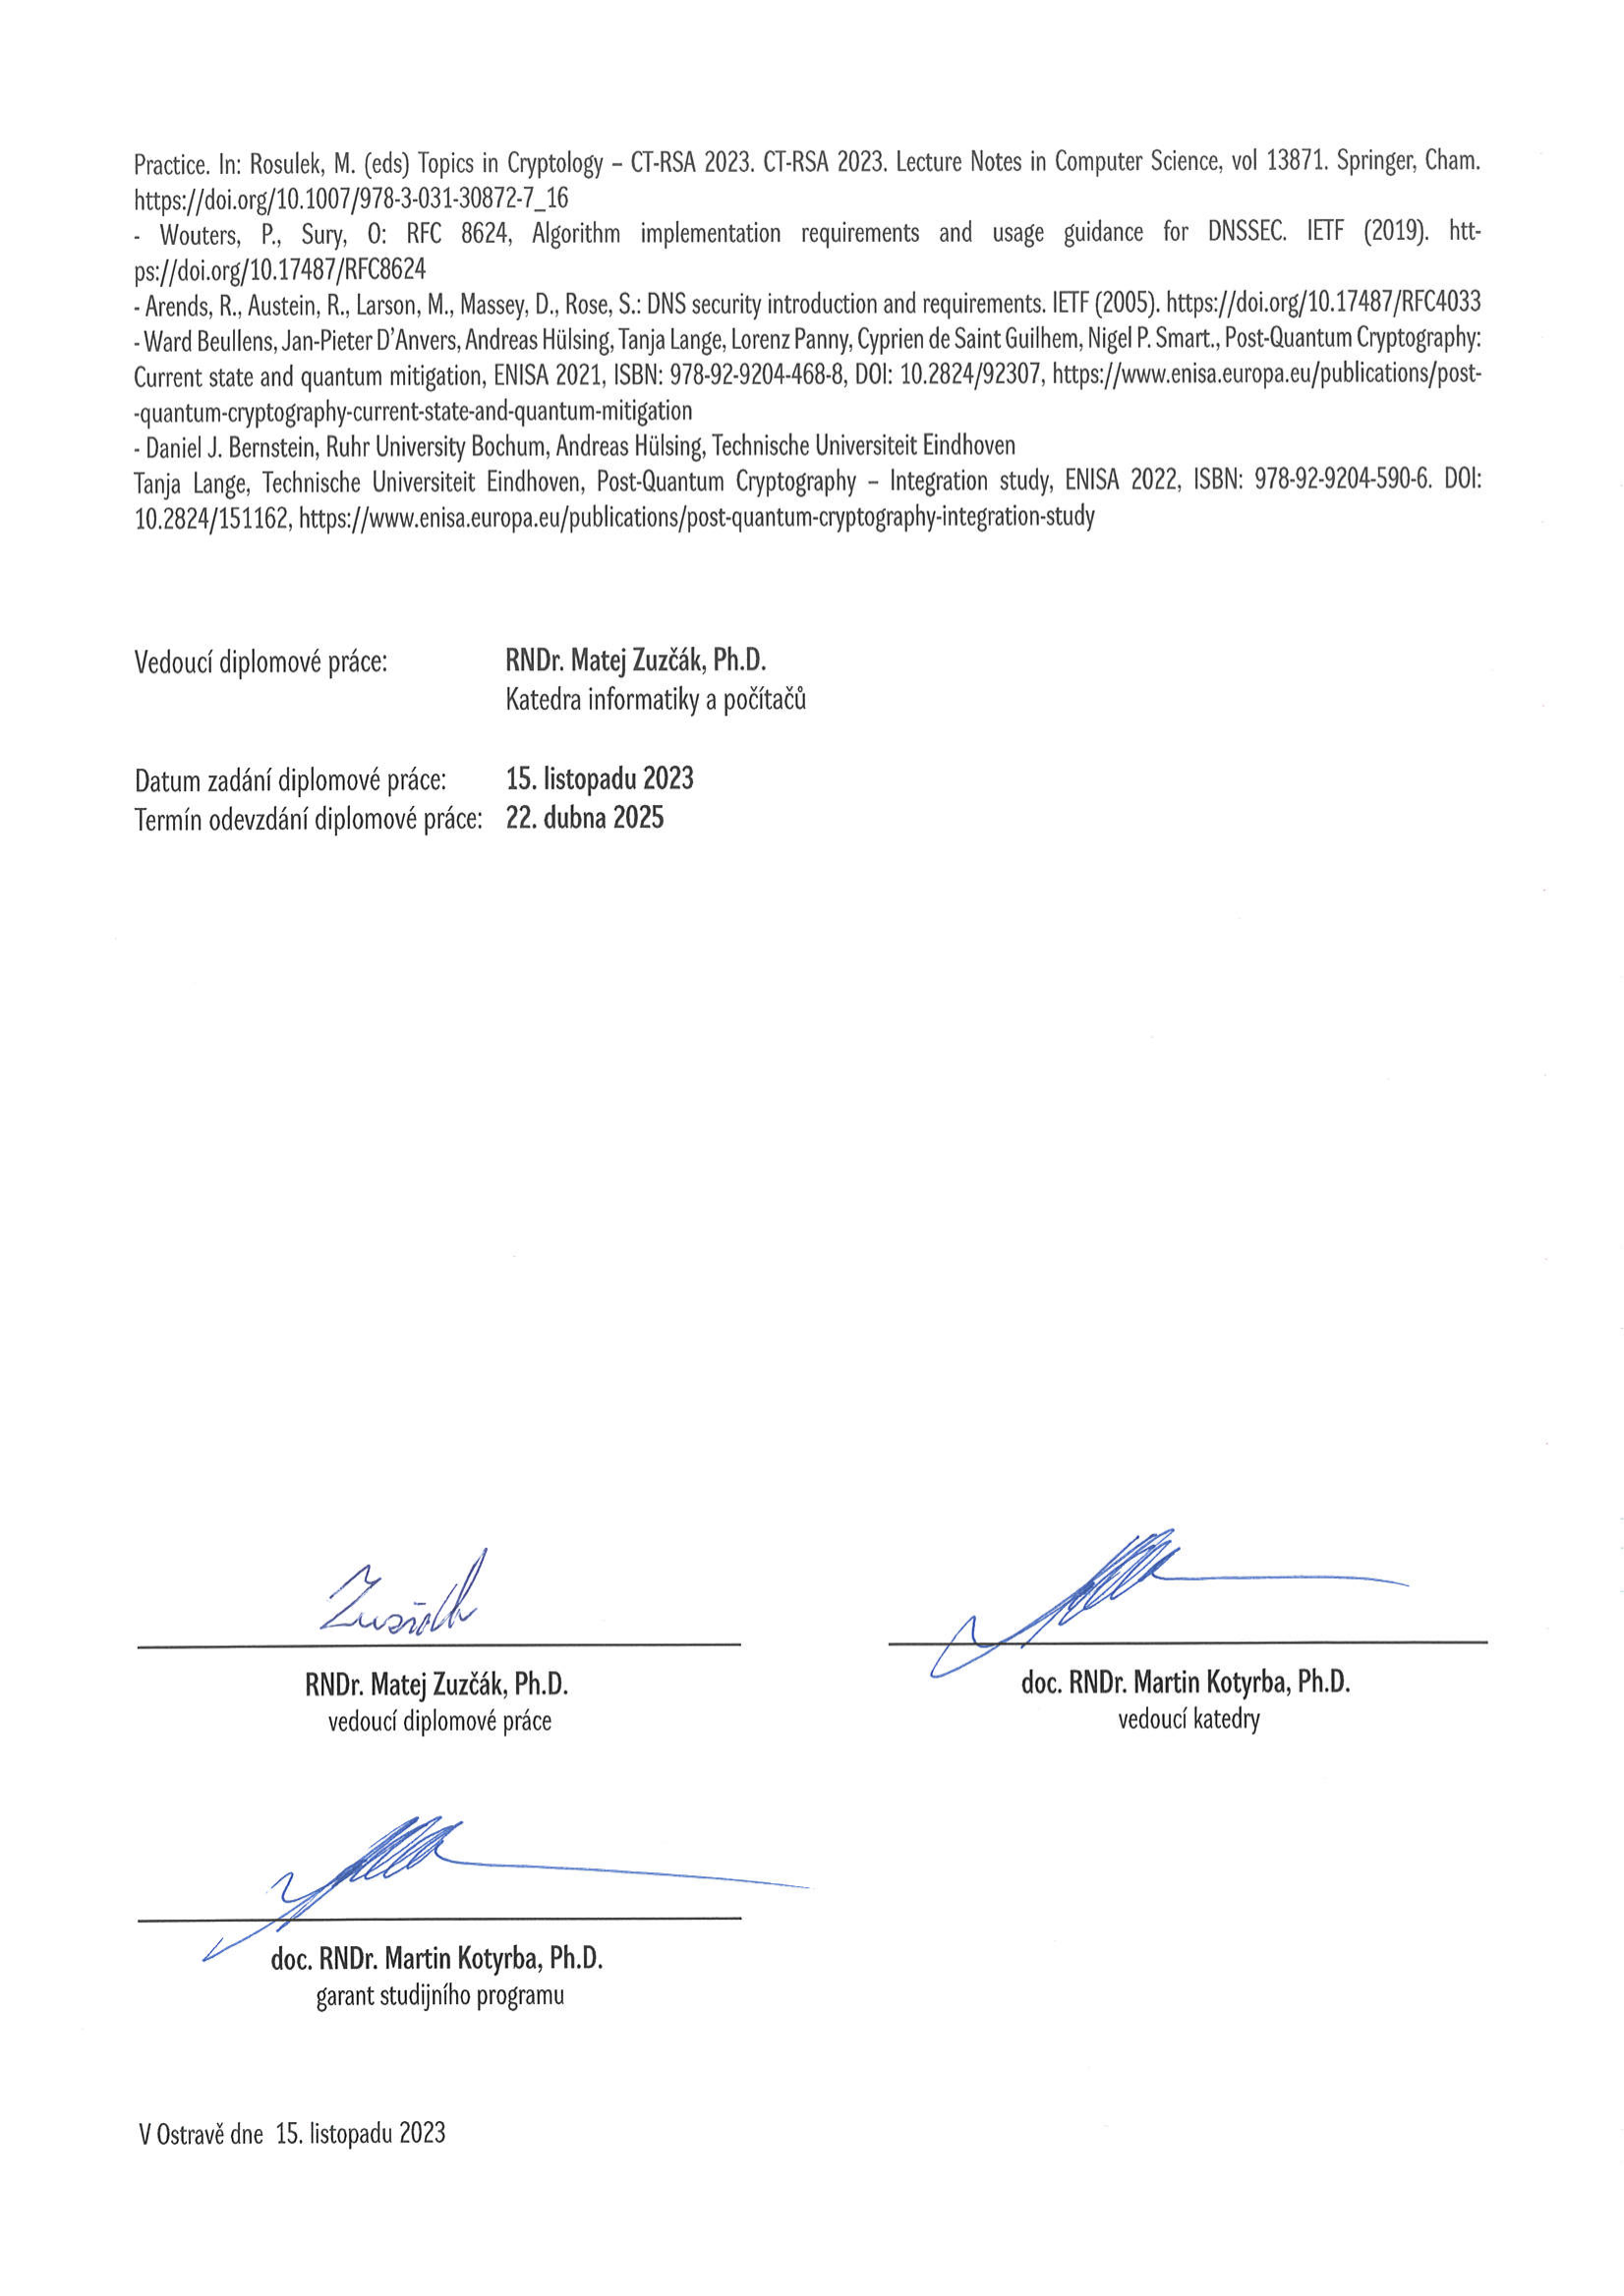 Practice. In: Rosulek, M. (eds) Topics in Cryptology – CT-RSA 2023. CT-RSA 2023. Lecture Notes in Computer Science, vol 13871. Springer, Cham.
https://doi.org/10.1007/978-3-031-30872-7_16
- Wouters, P., Sury, O: RFC 8624, Algorithm implementation requirements and usage guidance for DNSSEC. IETF (2019). htt-
ps://doi.org/10.17487/RFC8624
- Arends, R., Austein, R., Larson, M., Massey, D., Rose, S.: DNS security introduction and requirements. IETF (2005). https://doi.org/10.17487/RFC4033
- Ward Beullens, Jan-Pieter D'Anvers, Andreas Hülsing, Tanja Lange, Lorenz Panny, Cyprien de Saint Guilhem, Nigel P. Smart., Post-Quantum Cryptography:
Current state and quantum mitigation, ENISA 2021, ISBN: 978-92-9204-468-8, DOI: 10.2824/92307, https://www.enisa.europa.eu/publications/post-
-quantum-cryptography-current-state-and-quantum-mitigation
- Daniel J. Bernstein, Ruhr University Bochum, Andreas Hülsing, Technische Universiteit Eindhoven
Tanja Lange, Technische Universiteit Eindhoven, Post-Quantum Cryptography – Integration study, ENISA 2022, ISBN: 978-92-9204-590-6. DOI:
10.2824/151162, https://www.enisa.europa.eu/publications/post-quantum-cryptography-integration-study
Vedoucí diplomové práce: RNDr. Matej Zuzčák, Ph.D.
Katedra informatiky a počítačů
Datum zadání diplomové práce: 15. listopadu 2023
Termín odevzdání diplomové práce: 22. dubna 2025
RNDr. Matej Zuzčák, Ph.D.
vedoucí diplomové práce
doc. RNDr. Martin Kotyrba, Ph.D.
vedoucí katedry
doc. RNDr. Martin Kotyrba, Ph.D.
garant studijního programu
V Ostravě dne 15. listopadu 2023